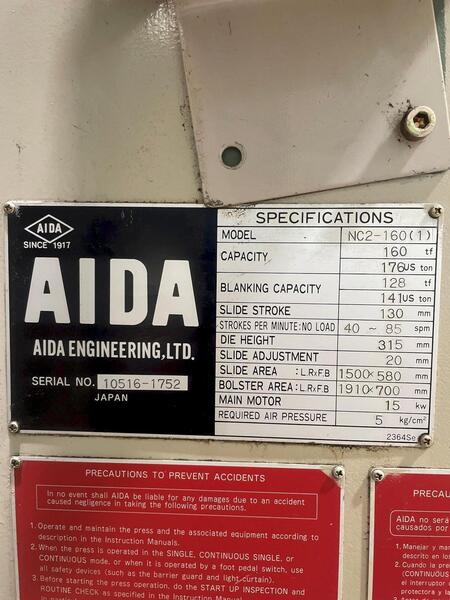 AIDA
SINCE 1917
AIDA
AIDA ENGINEERING, LTD.
SERIAL NO. 10516-1752
JAPAN
SPECIFICATIONS
MODEL NC2-160(1)
CAPACITY 160 tf
176 US ton
BLANKING CAPACITY 128 tf
141 US ton
SLIDE STROKE 130 mm
STROKES PER MINUTE: NO LOAD 40 ~ 85 spm
DIE HEIGHT 315 mm
SLIDE ADJUSTMENT 20 mm
SLIDE AREA : L.R×F.B 1500×580 mm
BOLSTER AREA : L.R×F.B 1910×700 mm
MAIN MOTOR 15 kw
REQUIRED AIR PRESSURE 5 kg/cm²
2364Se
PRECAUTIONS TO PREVENT ACCIDENTS
In no event shall AIDA be liable for any damages due to an accident
caused negligence in taking the following precautions.
1. Operate and maintain the press and the associated equipment according to
description in the Instruction Manuals.
2. When the press is operated in the SINGLE, CONTINUOUS SINGLE, or
CONTINUOUS mode, or when it is operated by a foot pedal switch, use
all safety devices (such as the barrier guard and light curtain).
3. Before starting the press operation, do the START UP INSPECTION and
ROUTINE CHECK as specified in the Instruction Manuals.
PRECAU
AIDA no será
causados por
1. Manejar y ma
descrito en lo
2. Cuando la pre
(CONTINUOUS
el interruptor
protectora y la